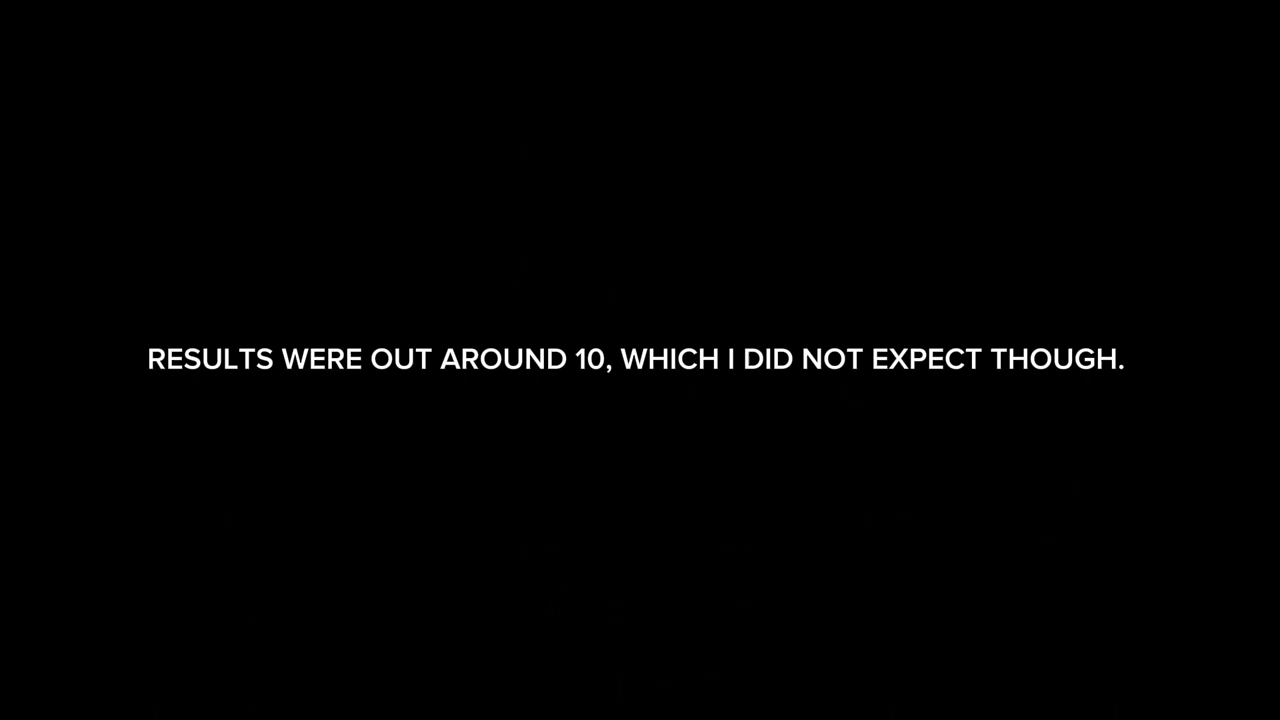 RESULTS WERE OUT AROUND 10, WHICH I DID NOT EXPECT THOUGH.